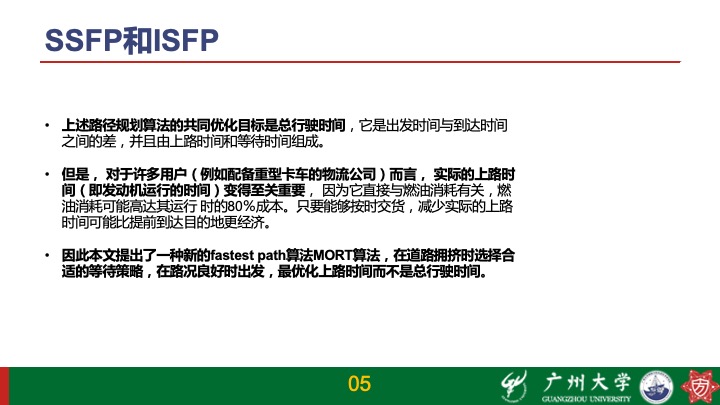 SSFP和ISFP
• 上述路径规划算法的共同优化目标是总行驶时间，它是出发时间与到达时间
之间的差，并且由上路时间和等待时间组成。
• 但是， 对于许多用户（例如配备重型卡车的物流公司）而言， 实际的上路时
间（即发动机运行的时间）变得至关重要， 因为它直接与燃油消耗有关，燃
油消耗可能高达其运行 时的80％成本。只要能够按时交货，减少实际的上路
时间可能比提前到达目的地更经济。
• 因此本文提出了一种新的fastest path算法MORT算法，在道路拥挤时选择合
适的等待策略，在路况良好时出发，最优化上路时间而不是总行驶时间。
05
广州大学
GUANGZHOU UNIVERSITY